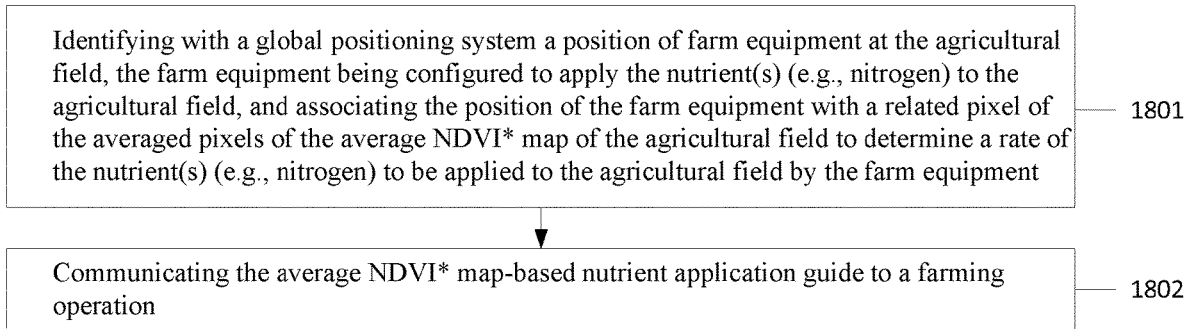 Identifying with a global positioning system a position of farm equipment at the agricultural
field, the farm equipment being configured to apply the nutrient(s) (e.g., nitrogen) to the
agricultural field, and associating the position of the farm equipment with a related pixel of
the averaged pixels of the average NDVI* map of the agricultural field to determine a rate of
the nutrient(s) (e.g., nitrogen) to be applied to the agricultural field by the farm equipment
1801
Communicating the average NDVI* map-based nutrient application guide to a farming
operation
1802